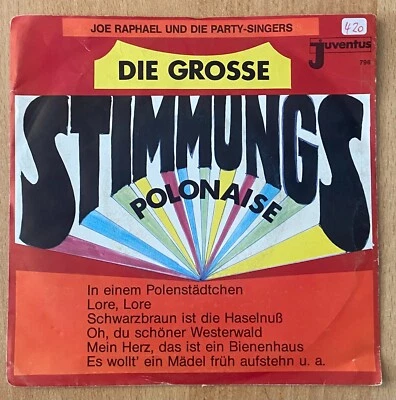 JOE RAPHAEL UND DIE PARTY-SINGERS
420
Juventus
796
DIE GROSSE
STIMMUNGS
POLONAISE
In einem Polenstädtchen
Lore, Lore
Schwarzbraun ist die Haselnuß
Oh, du schöner Westerwald
Mein Herz, das ist ein Bienenhaus
Es wollt' ein Mädel früh aufstehn u. a.